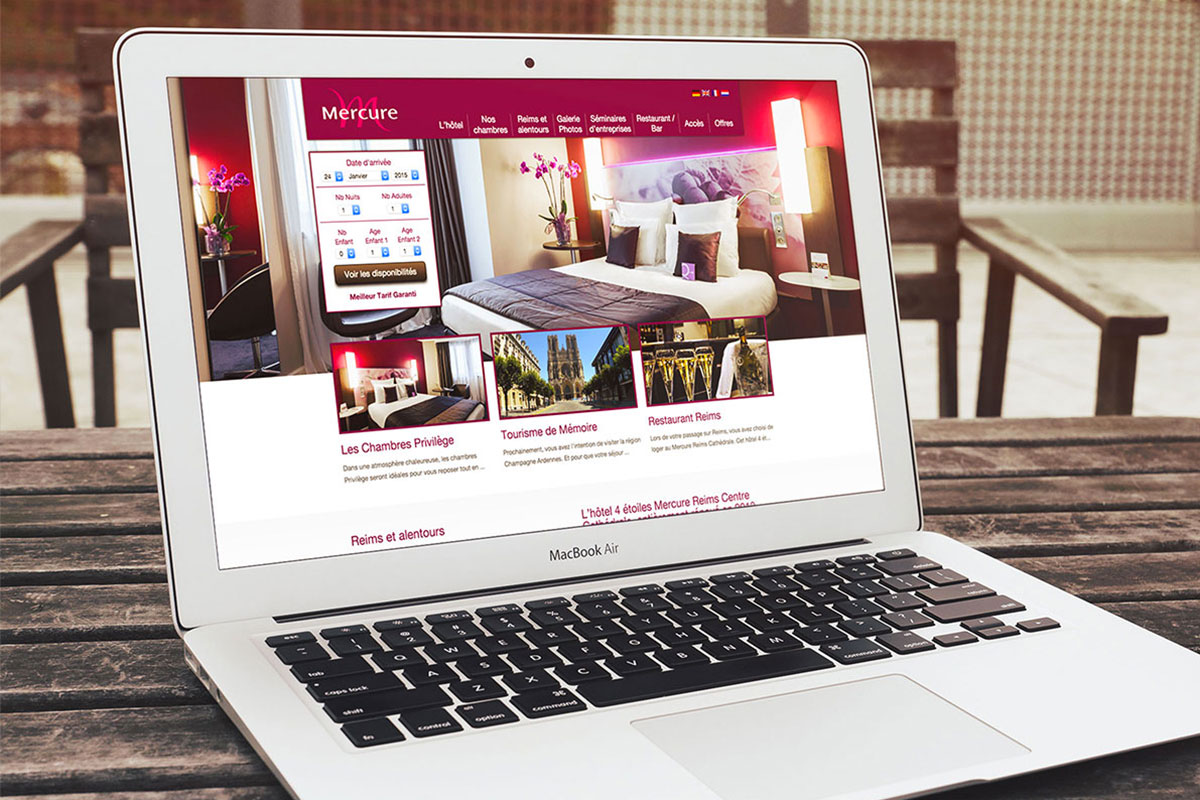 Mercure
L'hôtel
Nos
chambres
Reims et
alentours
Galerie
Photos
Séminaires
d'entreprises
Restaurant /
Bar
Accès
Offres
Date d'arrivée
24 Janvier 2015
Nb Nuits Nb Adultes
1 1
Nb
Enfant
Age
Enfant 1
Age
Enfant 2
0 1 1
Voir les disponibilités
Meilleur Tarif Garanti
Les Chambres Privilège
Dans une atmosphère chaleureuse, les chambres
Privilège seront idéales pour vous reposer tout en ...
Tourisme de Mémoire
Prochainement, vous avez l'intention de visiter la région
Champagne Ardennes. Et pour que votre séjour ...
Restaurant Reims
Lors de votre passage sur Reims, vous avez choisi de
loger au Mercure Reims Cathédrale. Cet hôtel 4 ét...
Reims et alentours
L'hôtel 4 étoiles Mercure Reims Centre
MacBook Air
esc
tab
caps lock
Q W E R T Y U I O P
A S D F G H J K L
shift
Z X C V B N M
fn
control
option
command
command
option